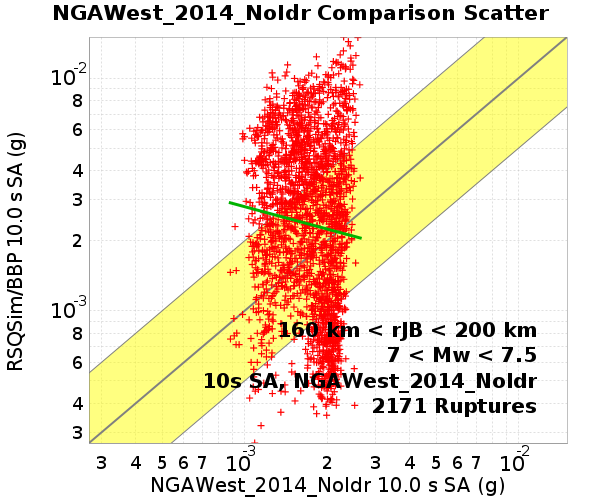 NGAWest_2014_NoIdr Comparison Scatter
RSQSim/BBP 10.0 s SA (g)
10-2
8
6
4
3
2
10-3
8
6
4
3
160 km < rJB < 200 km
7 < Mw < 7.5
10s SA, NGAWest_2014_NoIdr
2171 Ruptures
3 4 5 6 7 10-3 2 3 4 5 6 7 10-2
NGAWest_2014_NoIdr 10.0 s SA (g)